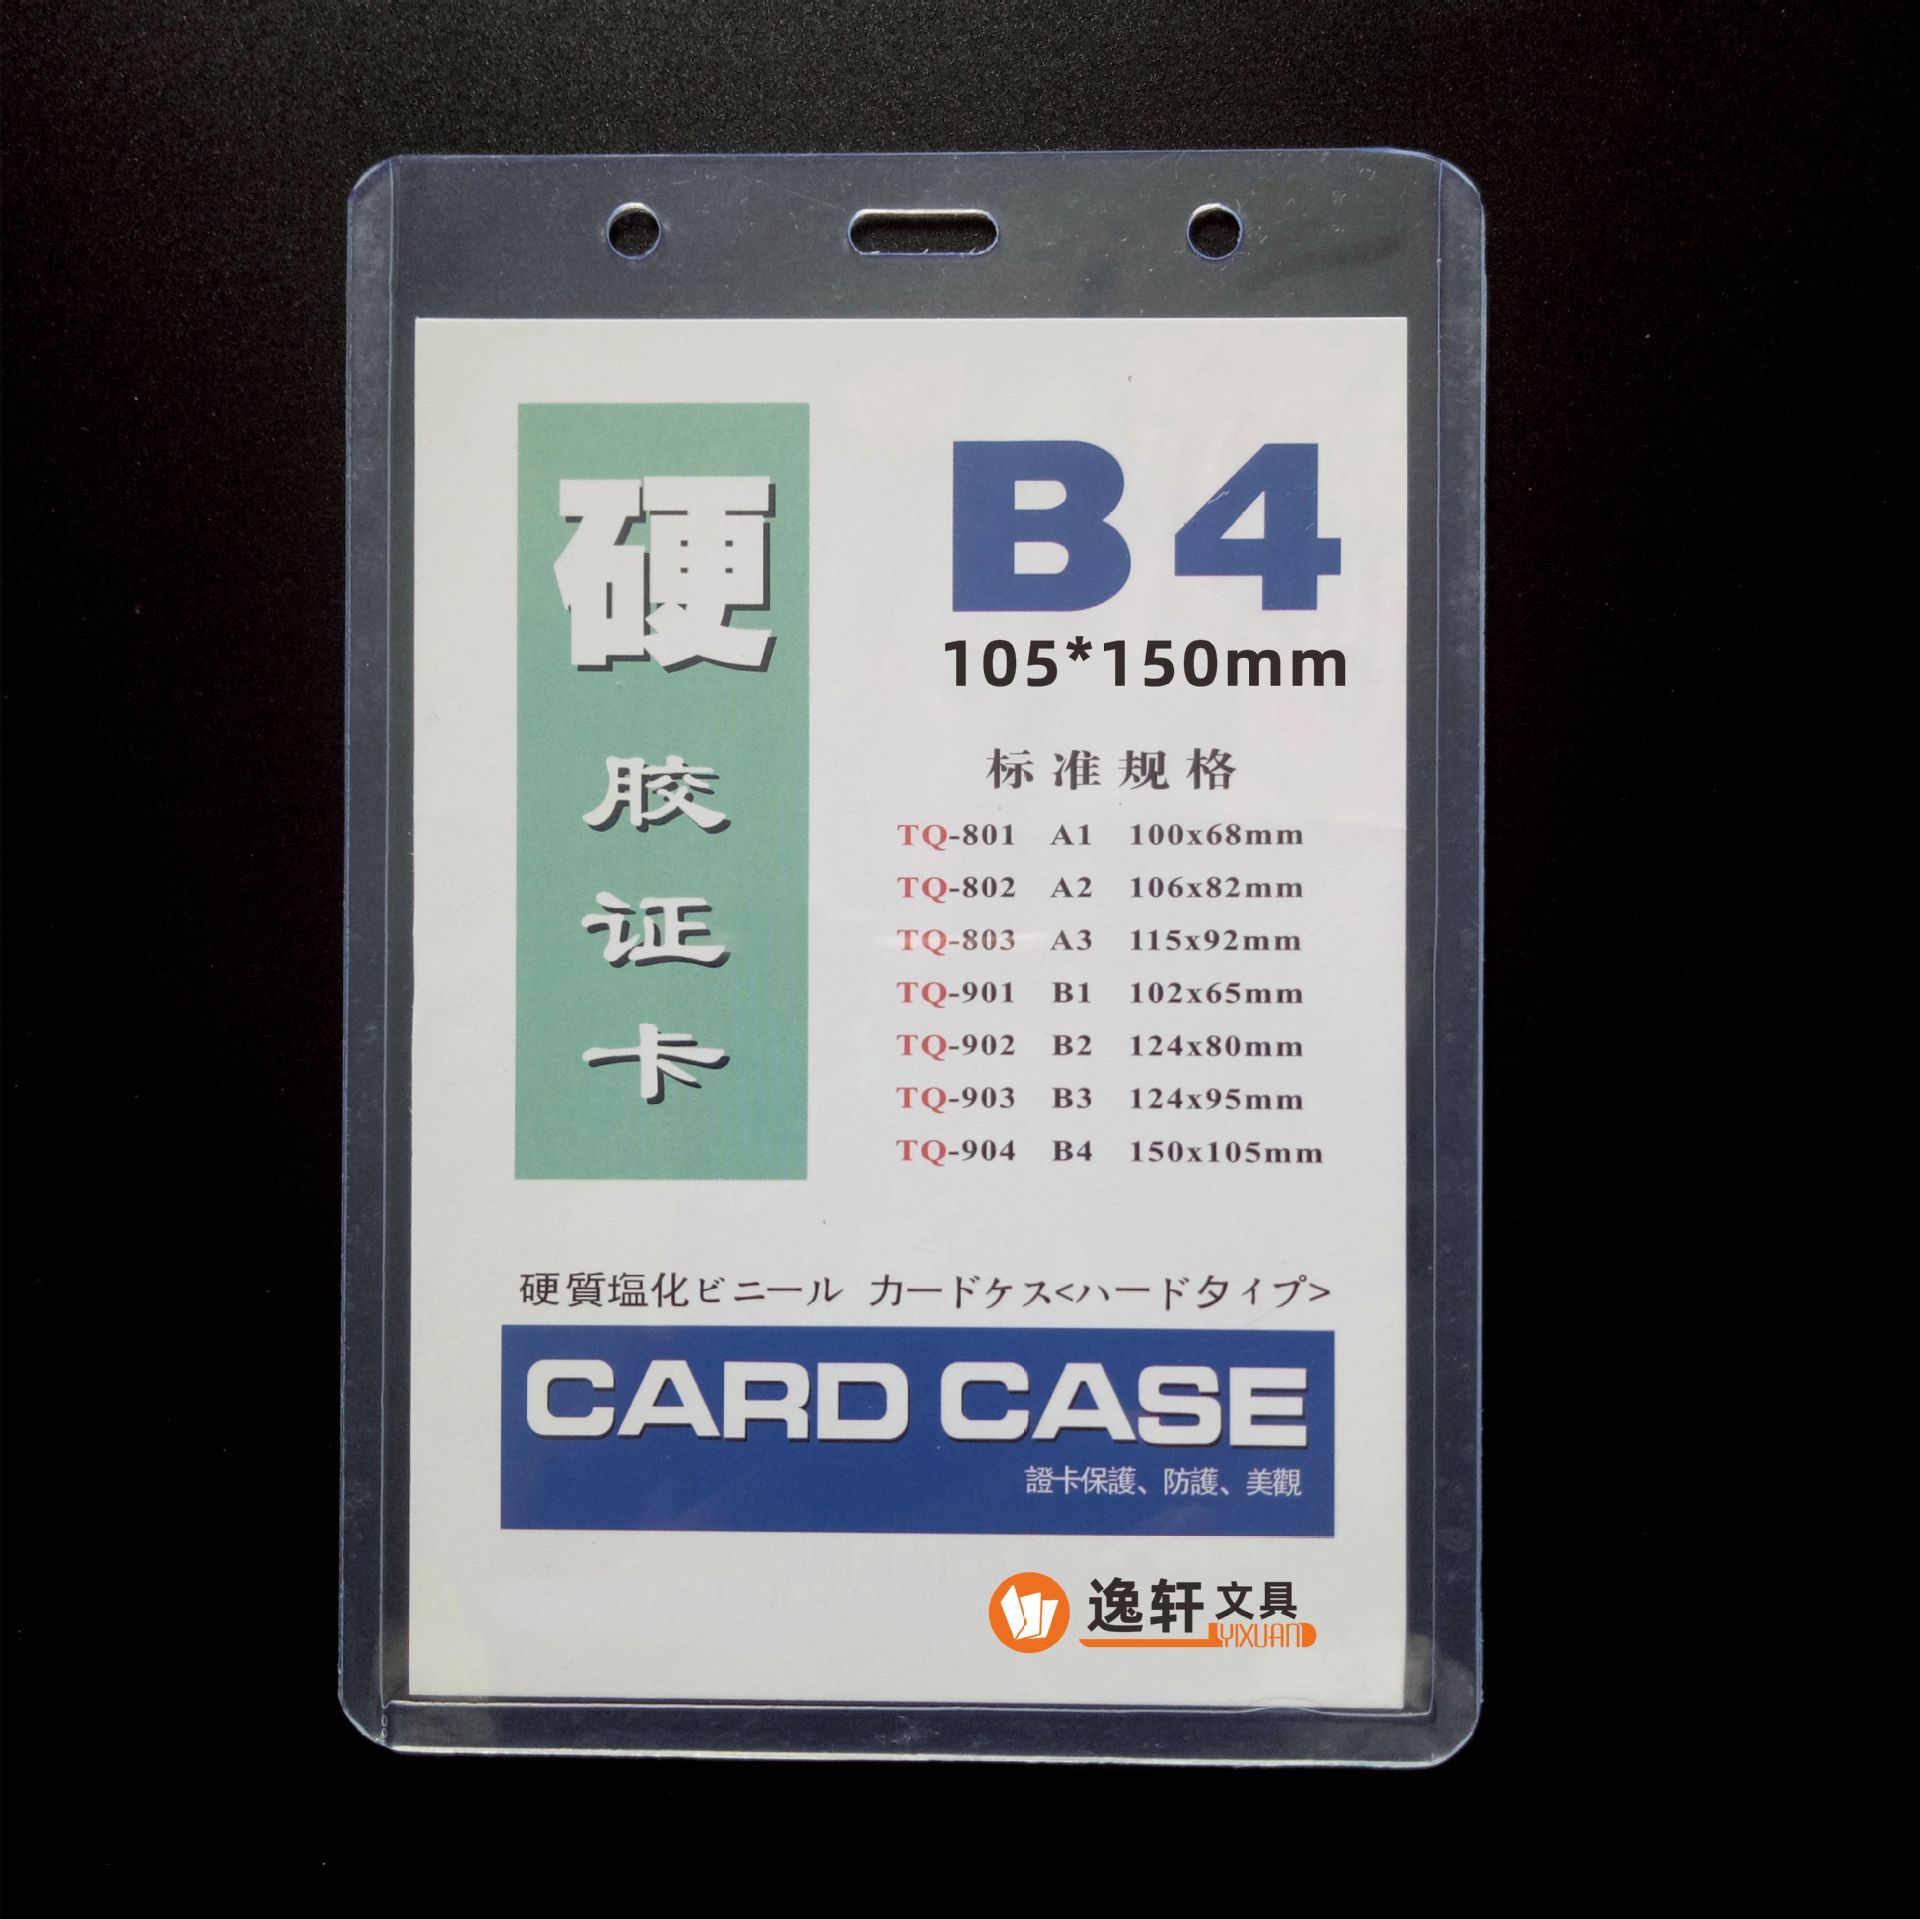 硬
胶
证
卡
B4
105*150mm
标准规格
TQ-801 A1 100x68mm
TQ-802 A2 106x82mm
TQ-803 A3 115x92mm
TQ-901 B1 102x65mm
TQ-902 B2 124x80mm
TQ-903 B3 124x95mm
TQ-904 B4 150x105mm
硬質塩化ビニール カードケス<ハードタイプ>
CARD CASE
證卡保護、防護、美觀
逸轩文具
YIXUAN